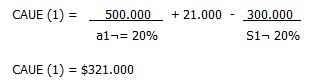 CAUE (1) = 500.000 + 21.000 - 300.000
a1¬= 20% S1¬ 20%
CAUE (1) = $321.000